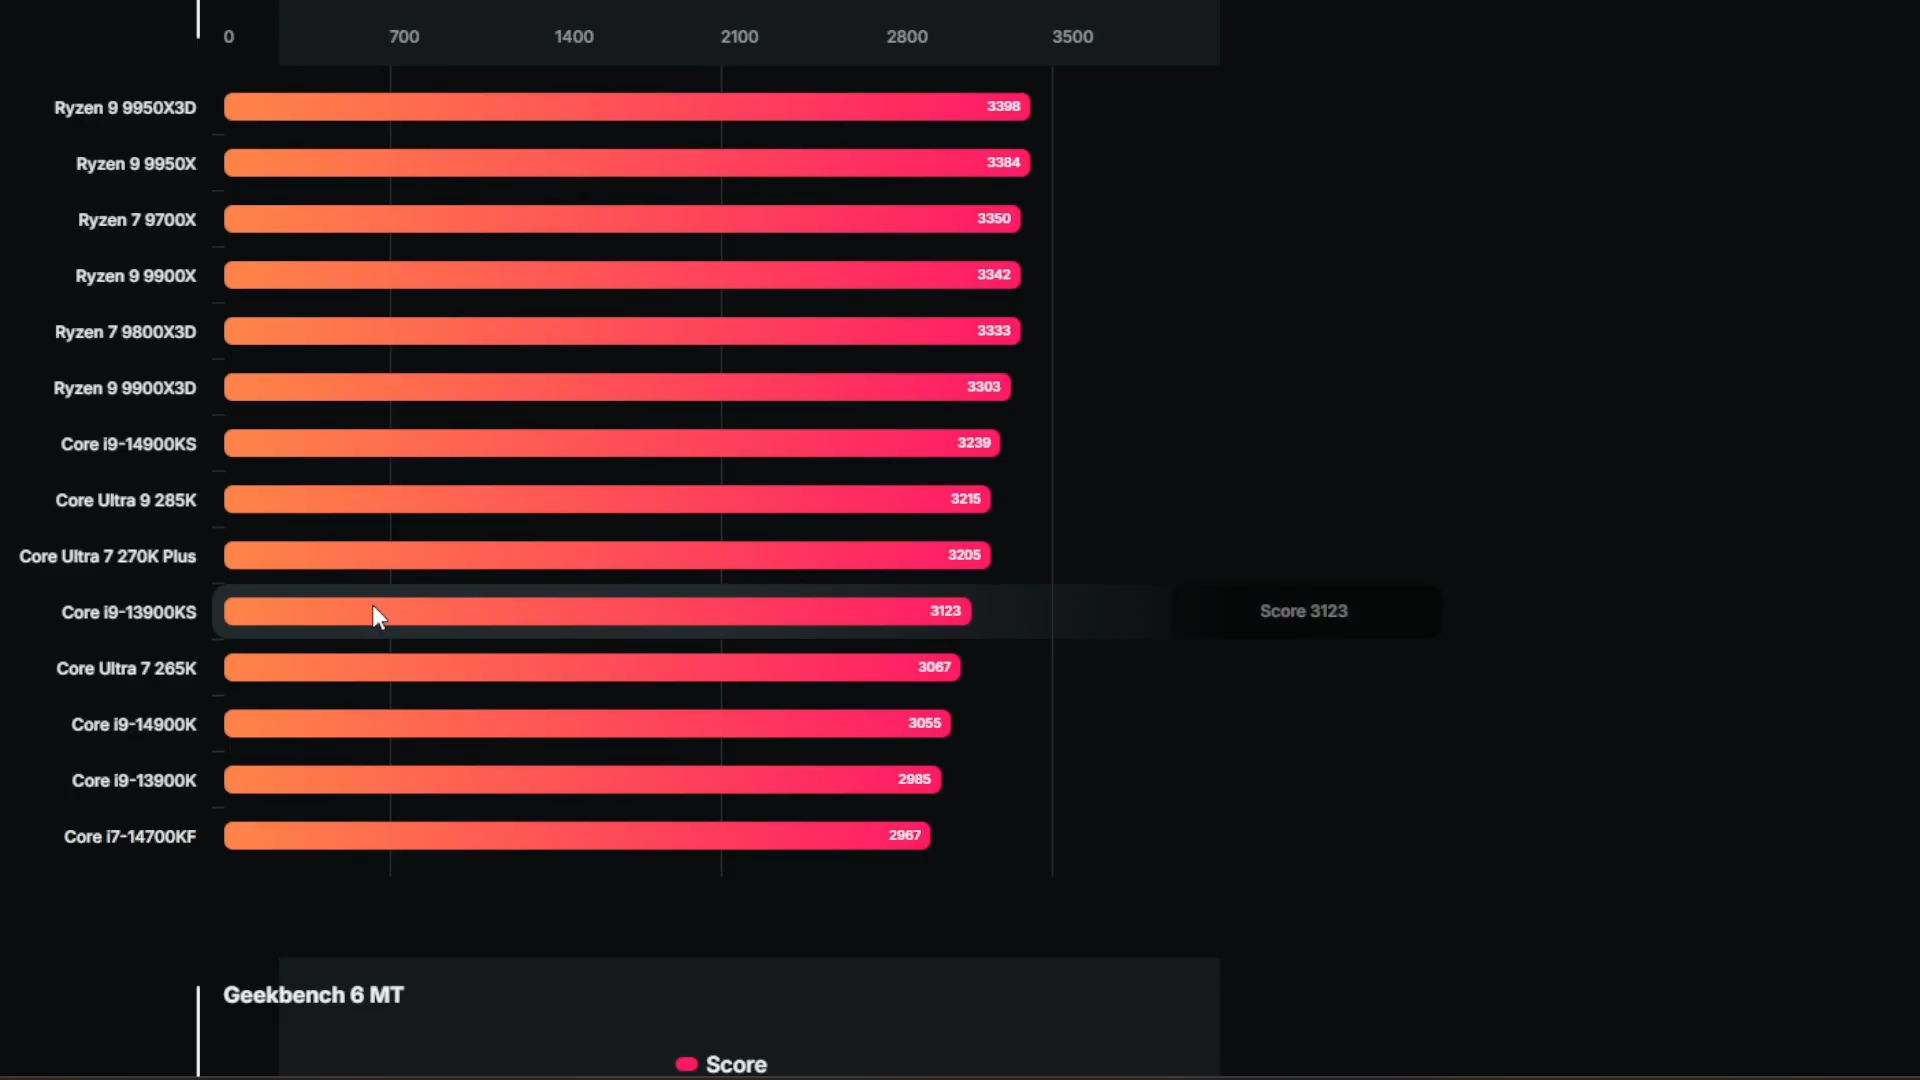 0 700 1400 2100 2800 3500
Ryzen 9 9950X3D 3398
Ryzen 9 9950X 3384
Ryzen 7 9700X 3350
Ryzen 9 9900X 3342
Ryzen 7 9800X3D 3333
Ryzen 9 9900X3D 3303
Core i9-14900KS 3239
Core Ultra 9 285K 3215
Core Ultra 7 270K Plus 3205
Core i9-13900KS 3123 Score 3123
Core Ultra 7 265K 3067
Core i9-14900K 3055
Core i9-13900K 2985
Core i7-14700KF 2967
Geekbench 6 MT
Score